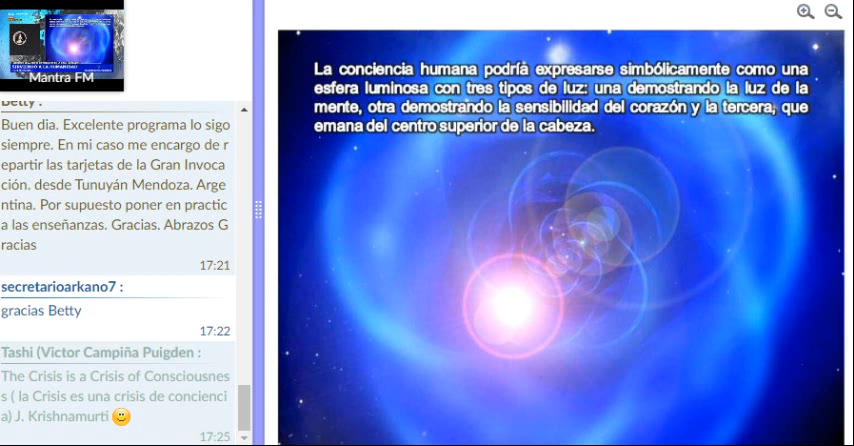 SIRVIENDO A LA HUMANIDAD
Mantra FM
Betty :
Buen dia. Excelente programa lo sigo
siempre. En mi caso me encargo de r
epartir las tarjetas de la Gran Invoca
ción. desde Tunuyán Mendoza. Arge
ntina. Por supuesto poner en practic
a las enseñanzas. Gracias. Abrazos G
racias
17:21
secretarioarkano7 :
gracias Betty
17:22
Tashi (Victor Campiña Puigden :
The Crisis is a Crisis of Consciousnes
s ( la Crisis es una crisis de concienci
a) J. Krishnamurti
17:25
La conciencia humana podría expresarse simbólicamente como una
esfera luminosa con tres tipos de luz: una demostrando la luz de la
mente, otra demostrando la sensibilidad del corazón y la tercera, que
emana del centro superior de la cabeza.